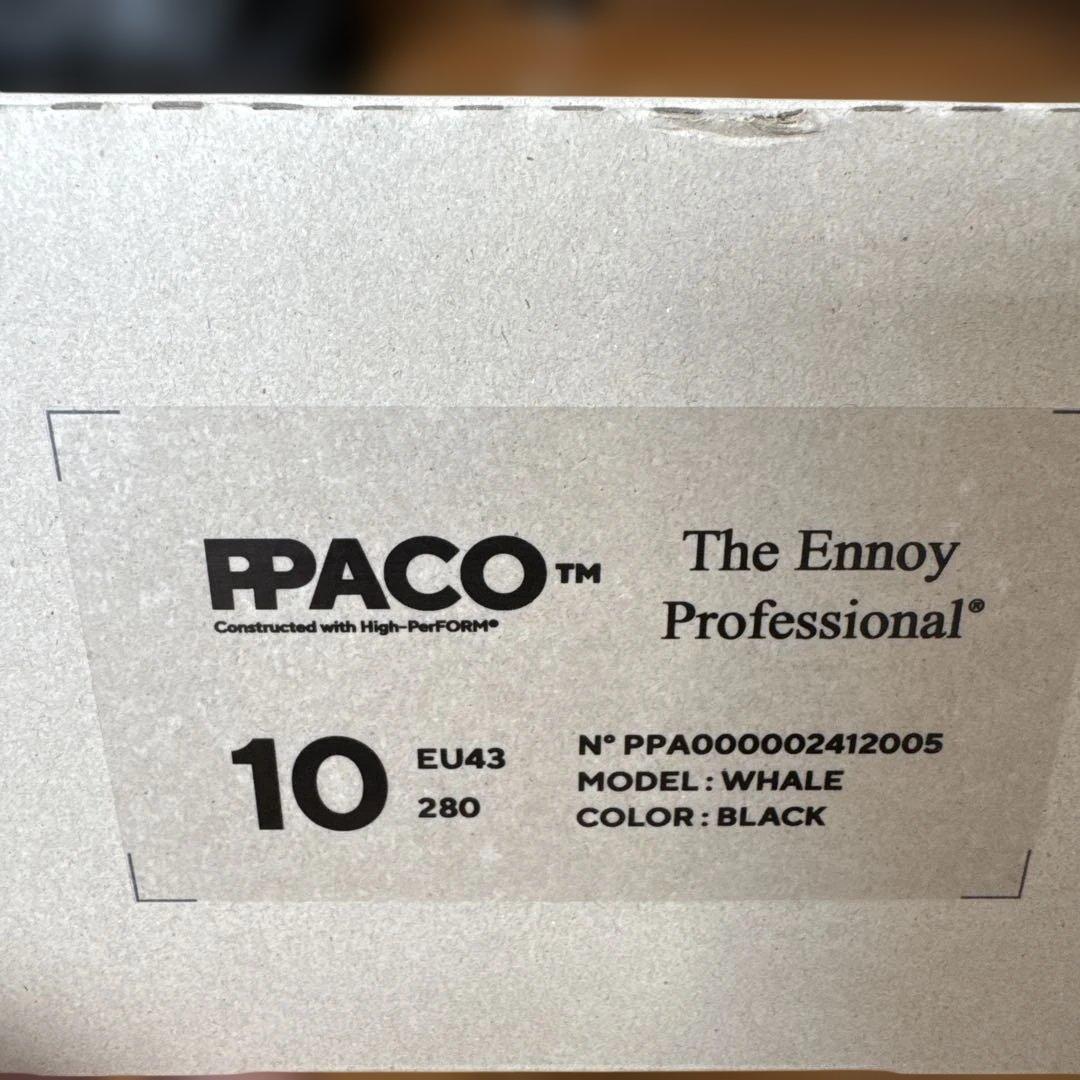 PPACO™
Constructed with High-PerFORM®
The Ennoy
Professional®
10
EU43
280
N° PPA000002412005
MODEL : WHALE
COLOR : BLACK